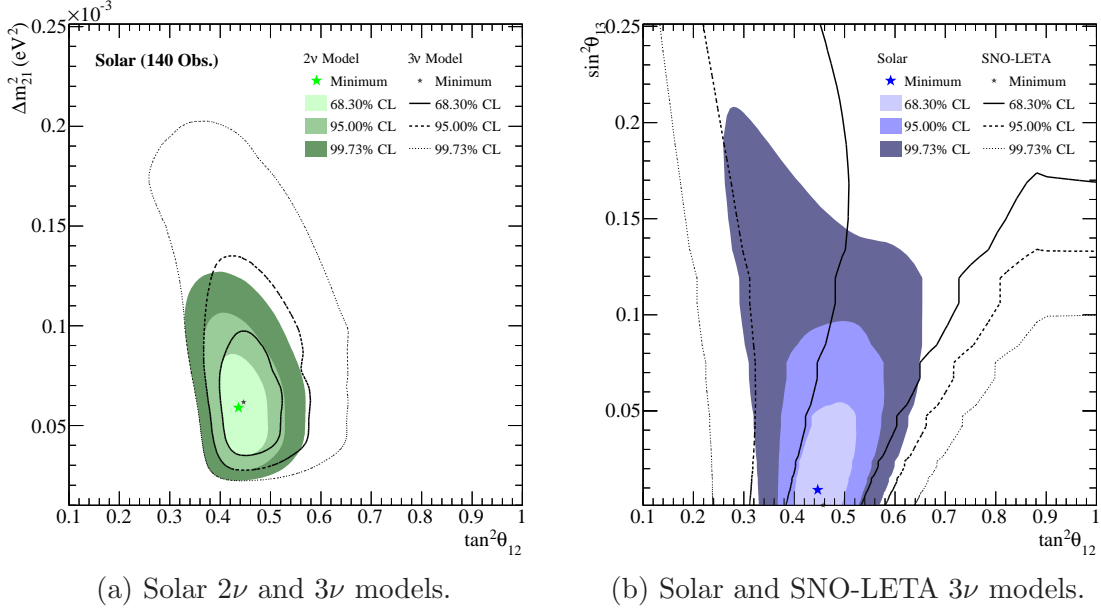 ×10⁻³
Δm²₂₁ (eV²)
0.25
0.2
0.15
0.1
0.05
Solar (140 Obs.)
2ν Model
3ν Model
Minimum
Minimum
68.30% CL
68.30% CL
95.00% CL
95.00% CL
99.73% CL
99.73% CL
0.1 0.2 0.3 0.4 0.5 0.6 0.7 0.8 0.9 1
tan²θ₁₂
(a) Solar 2ν and 3ν models.
sin²θ₁₃
0.25
0.2
0.15
0.1
0.05
Solar
SNO-LETA
Minimum
Minimum
68.30% CL
68.30% CL
95.00% CL
95.00% CL
99.73% CL
99.73% CL
0.1 0.2 0.3 0.4 0.5 0.6 0.7 0.8 0.9 1
tan²θ₁₂
(b) Solar and SNO-LETA 3ν models.